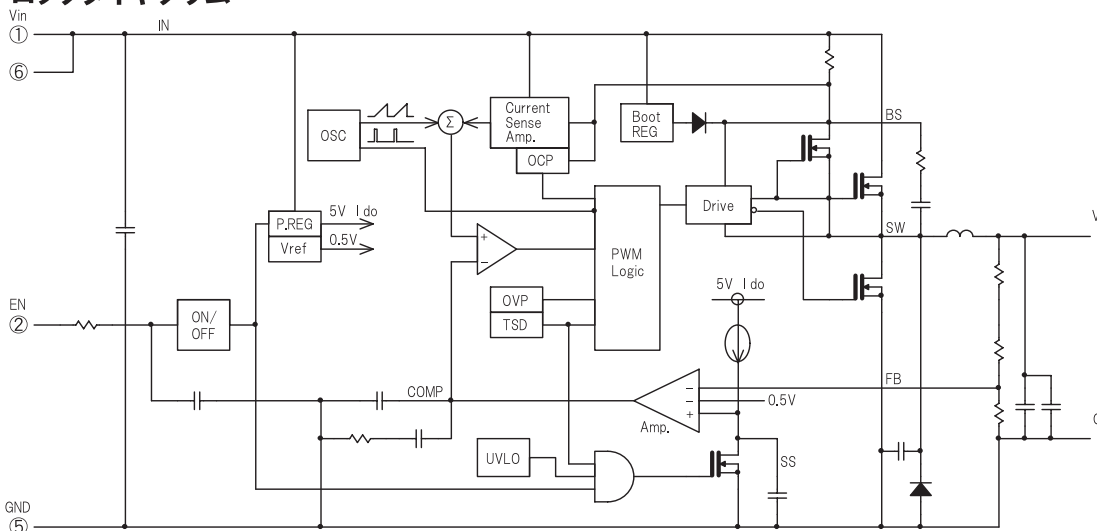 ロックダイヤグラム
Vin
①
IN
⑥
OSC
Σ
Current
Sense
Amp.
OCP
Boot
REG
BS
P.REG
5V Ido
Vref
0.5V
Drive
SW
V
+
−
PWM
Logic
5V Ido
OVP
TSD
EN
②
ON/
OFF
COMP
FB
−
−
+
0.5V
Amp.
UVLO
SS
GND
⑤